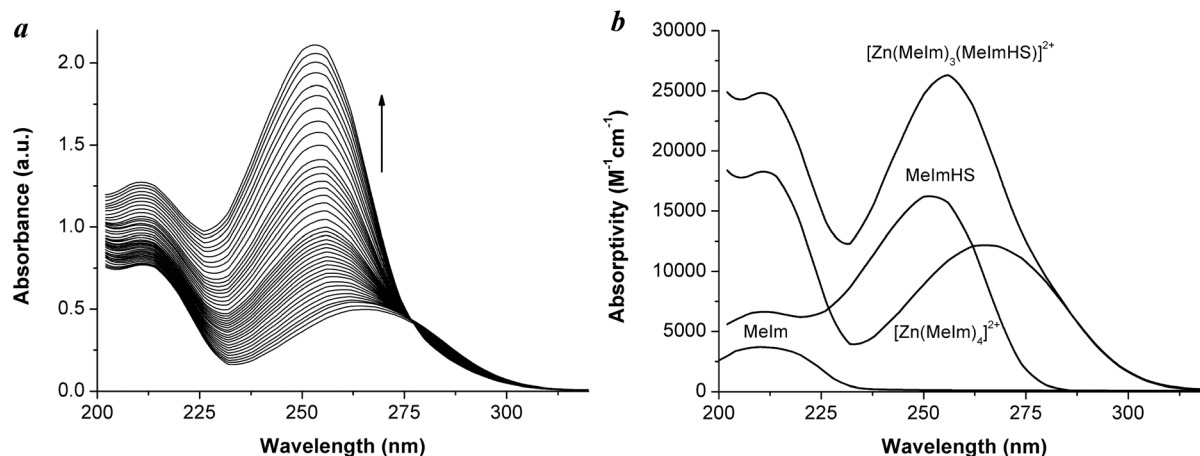 a
Absorbance (a.u.)
2.0
1.5
1.0
0.5
0.0
200 225 250 275 300
Wavelength (nm)
b
Absorptivity (M⁻¹cm⁻¹)
30000
25000
20000
15000
10000
5000
0
[Zn(MeIm)₃(MeImHS)]²⁺
MeImHS
MeIm
[Zn(MeIm)₄]²⁺
200 225 250 275 300
Wavelength (nm)